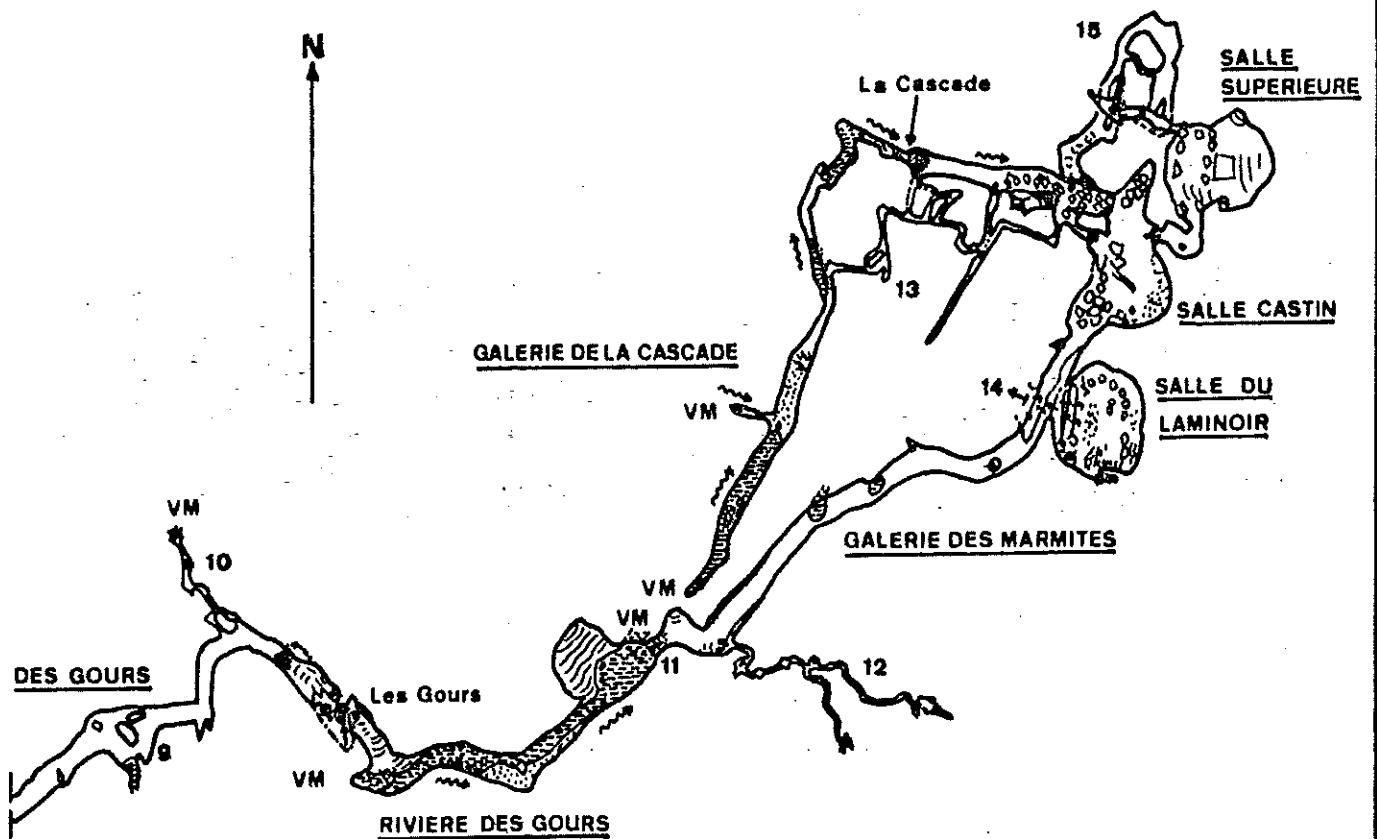 N
15
SALLE
SUPERIEURE
La Cascade
13
SALLE CASTIN
GALERIE DE LA CASCADE
VM
14
SALLE DU
LAMINOIR
VM
10
GALERIE DES MARMITES
VM
VM
11
12
DES GOURS
Les Gours
9
VM
RIVIERE DES GOURS